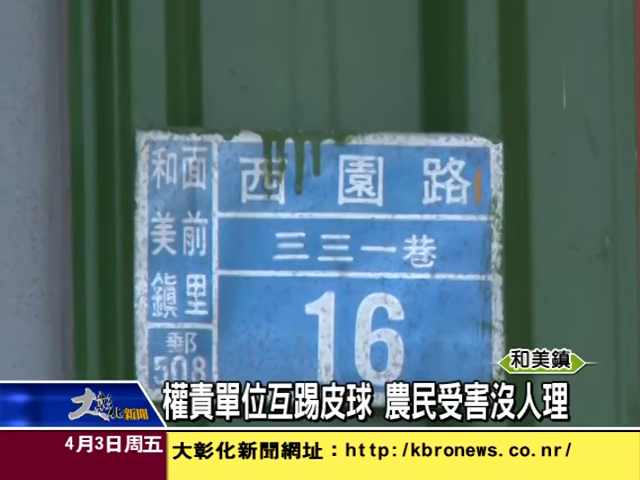 面前里
和美鎮
西園路
三三一巷
16
郵
508
和美鎮
大彰化新聞
權責單位互踢皮球 農民受害沒人理
4月3日周五
大彰化新聞網址：http:/kbronews.co.nr/